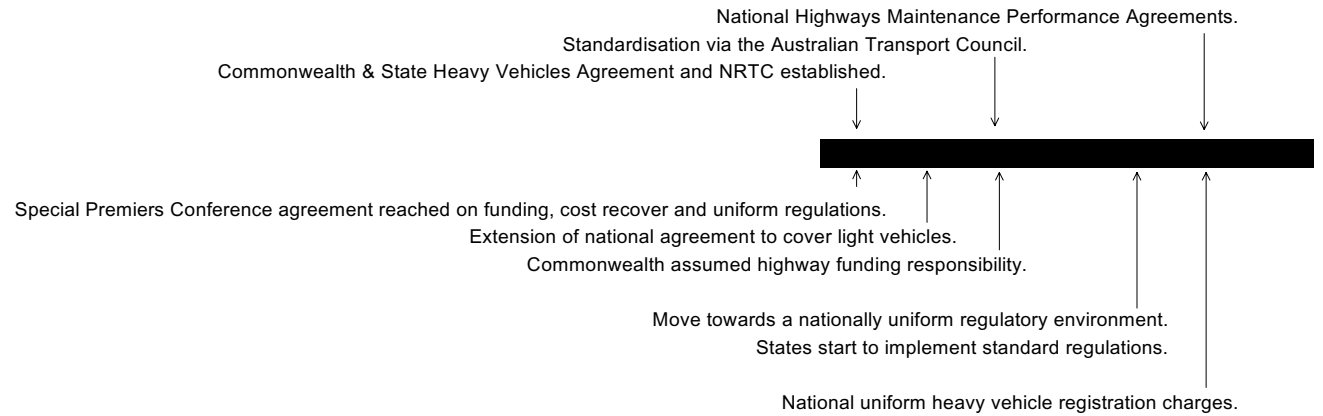 National Highways Maintenance Performance Agreements.
Standardisation via the Australian Transport Council.
Commonwealth & State Heavy Vehicles Agreement and NRTC established.
Special Premiers Conference agreement reached on funding, cost recover and uniform regulations.
Extension of national agreement to cover light vehicles.
Commonwealth assumed highway funding responsibility.
Move towards a nationally uniform regulatory environment.
States start to implement standard regulations.
National uniform heavy vehicle registration charges.